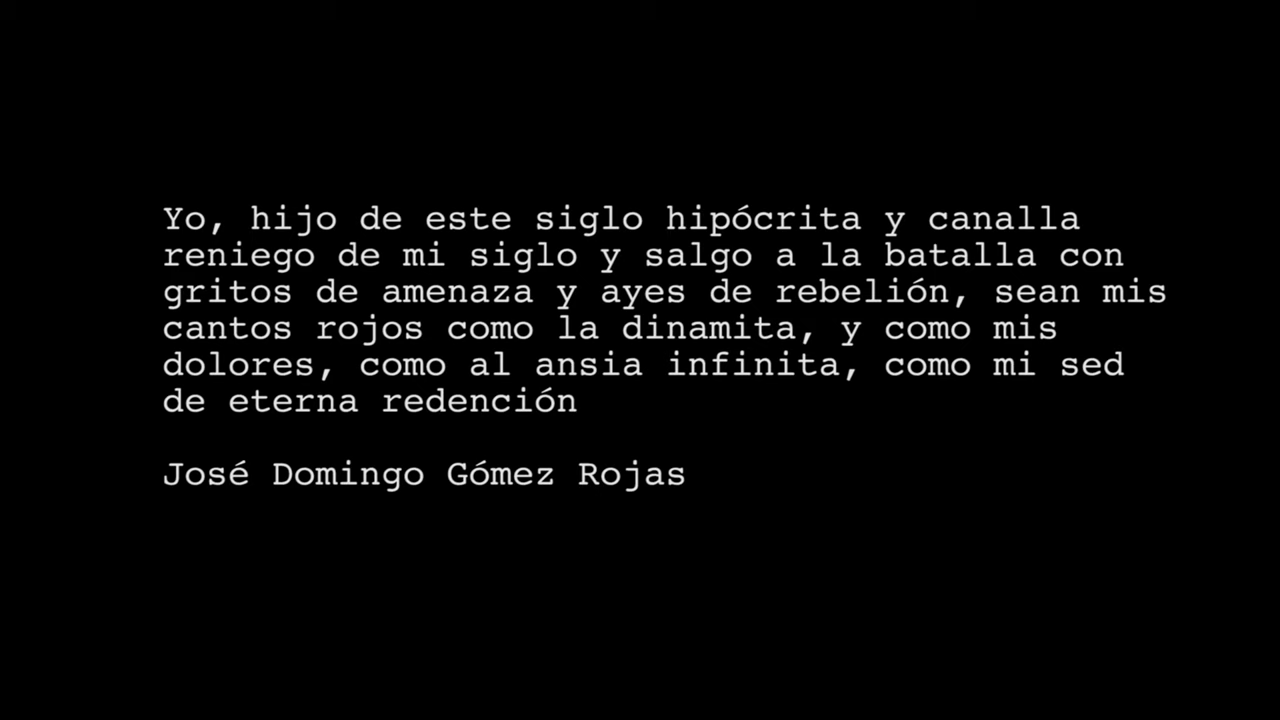 Yo, hijo de este siglo hipócrita y canalla
reniego de mi siglo y salgo a la batalla con
gritos de amenaza y ayes de rebelión, sean mis
cantos rojos como la dinamita, y como mis
dolores, como al ansia infinita, como mi sed
de eterna redención
José Domingo Gómez Rojas